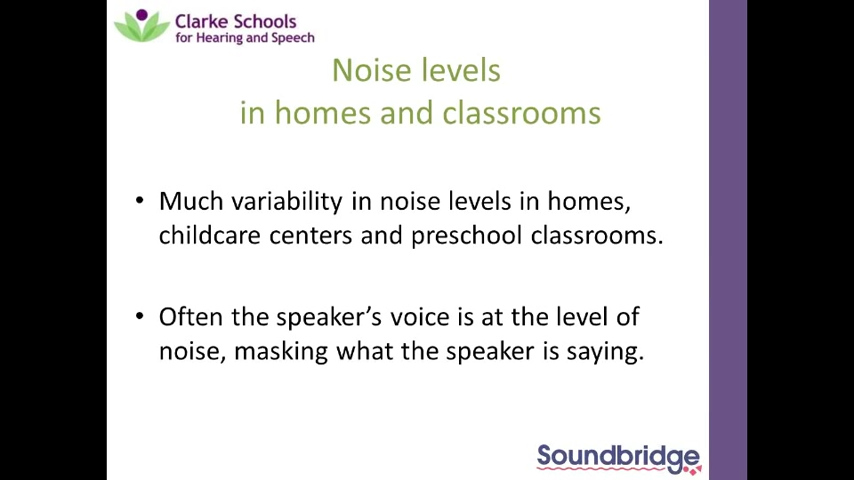 Clarke Schools
for Hearing and Speech
Noise levels
in homes and classrooms
• Much variability in noise levels in homes,
childcare centers and preschool classrooms.
• Often the speaker’s voice is at the level of
noise, masking what the speaker is saying.
Soundbridge